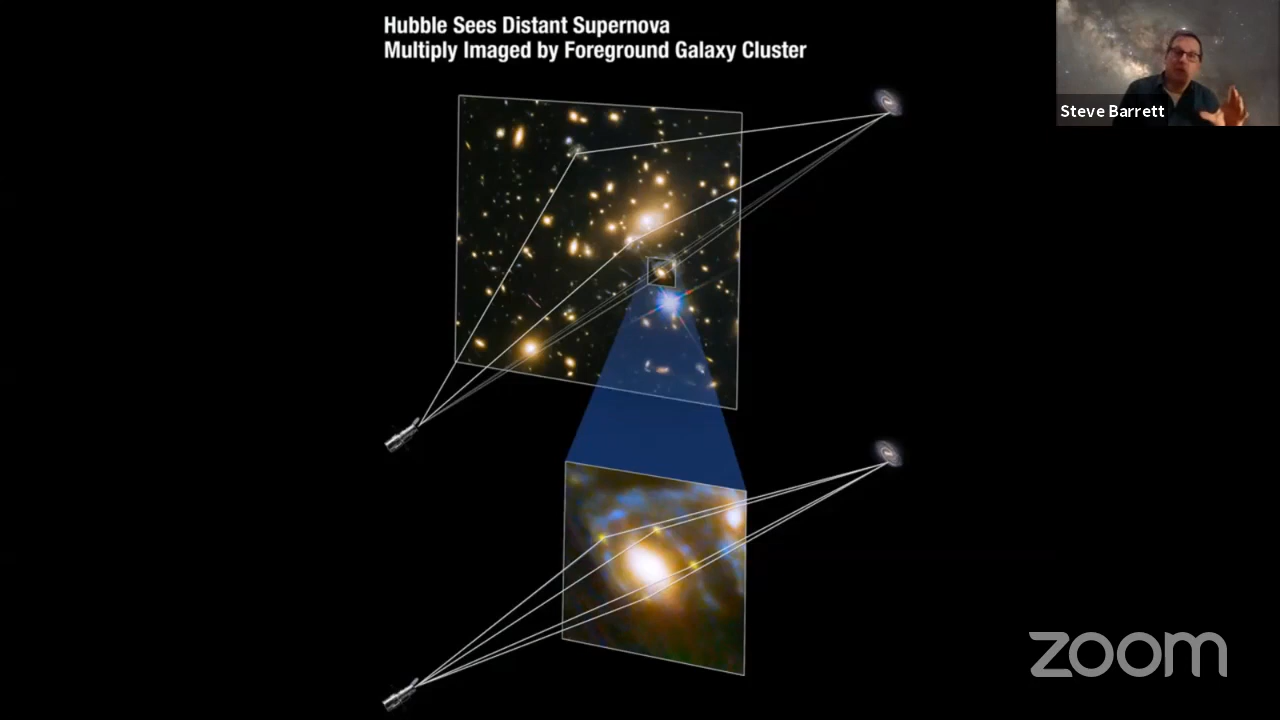 Hubble Sees Distant Supernova
Multiply Imaged by Foreground Galaxy Cluster
Steve Barrett
zoom